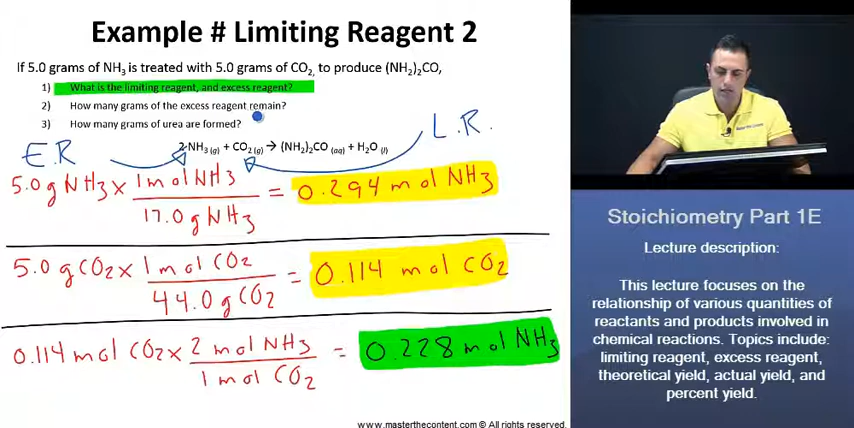 Example # Limiting Reagent 2
If 5.0 grams of NH3 is treated with 5.0 grams of CO2, to produce (NH2)2CO,
1) What is the limiting reagent, and excess reagent?
2) How many grams of the excess reagent remain?
3) How many grams of urea are formed?
L.R.
E.R
2 NH3 (g) + CO2 (g) → (NH2)2CO (aq) + H2O (l)
5.0 g NH3 × 1 mol NH3 / 17.0 g NH3 = 0.294 mol NH3
5.0 g CO2 × 1 mol CO2 / 44.0 g CO2 = 0.114 mol CO2
0.114 mol CO2 × 2 mol NH3 / 1 mol CO2 = 0.228 mol NH3
www.masterthecontent.com © All rights reserved.
Stoichiometry Part 1E
Lecture description:
This lecture focuses on the
relationship of various quantities of
reactants and products involved in
chemical reactions. Topics include:
limiting reagent, excess reagent,
theoretical yield, actual yield, and
percent yield.